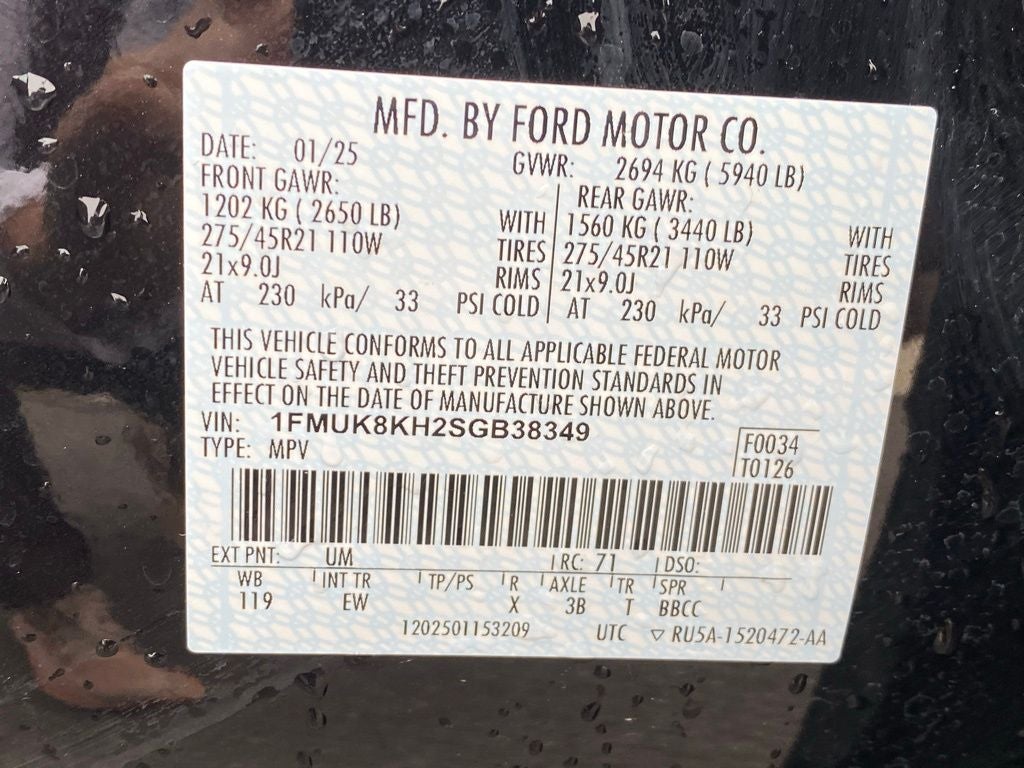 MFD. BY FORD MOTOR CO.
DATE: 01/25 GVWR: 2694 KG ( 5940 LB)
FRONT GAWR: REAR GAWR:
1202 KG ( 2650 LB) WITH 1560 KG ( 3440 LB) WITH
275/45R21 110W TIRES 275/45R21 110W TIRES
21x9.0J RIMS 21x9.0J RIMS
AT 230 kPa/ 33 PSI COLD AT 230 kPa/ 33 PSI COLD
THIS VEHICLE CONFORMS TO ALL APPLICABLE FEDERAL MOTOR
VEHICLE SAFETY AND THEFT PREVENTION STANDARDS IN
EFFECT ON THE DATE OF MANUFACTURE SHOWN ABOVE.
VIN: 1FMUK8KH2SGB38349
TYPE: MPV
F0034
T0126
EXT PNT: UM RC: 71 DSO:
WB INT TR TP/PS R AXLE TR SPR
119 EW X 3B T BBCC
1202501153209 UTC ▽ RU5A-1520472-AA